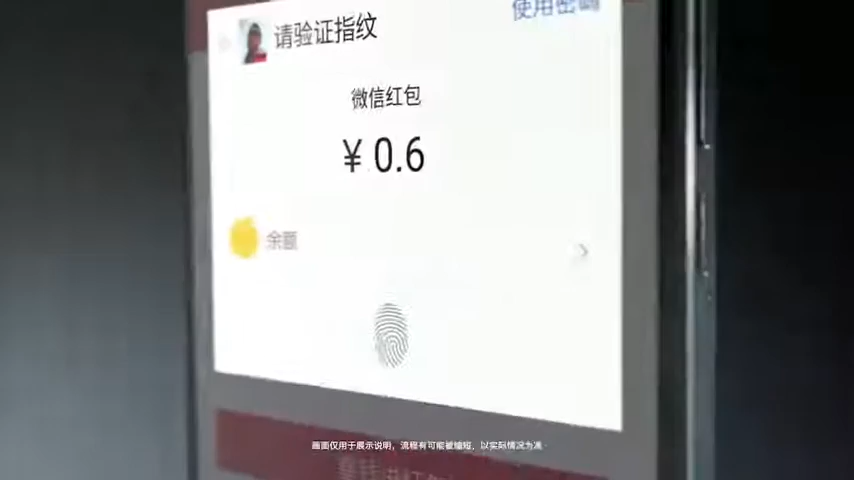 请验证指纹
使用密码
微信红包
¥ 0.6
余额
画面仅用于展示说明，流程有可能被缩短，以实际情况为准